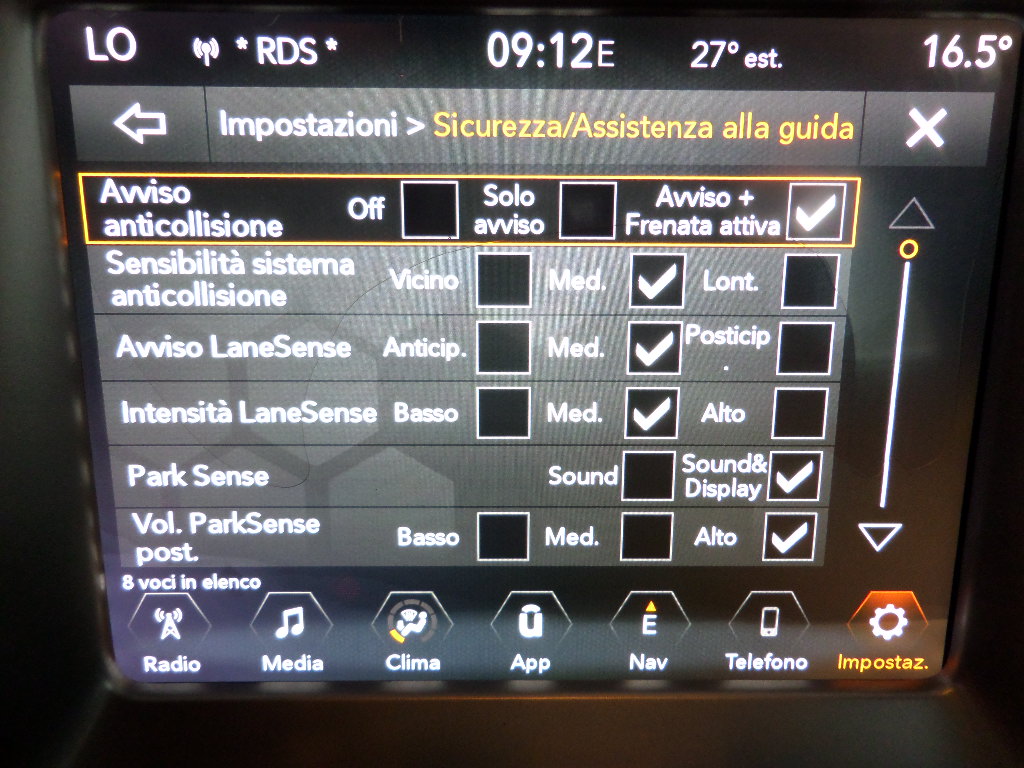 LO * RDS * 09:12 E 27° est. 16.5°
Impostazioni > Sicurezza/Assistenza alla guida
Avviso anticollisione Off Solo avviso Avviso + Frenata attiva
Sensibilità sistema anticollisione Vicino Med. Lont.
Avviso LaneSense Anticip. Med. Posticip.
Intensità LaneSense Basso Med. Alto
Park Sense Sound Sound& Display
Vol. ParkSense post. Basso Med. Alto
8 voci in elenco
E
Radio Media Clima App Nav Telefono Impostaz.